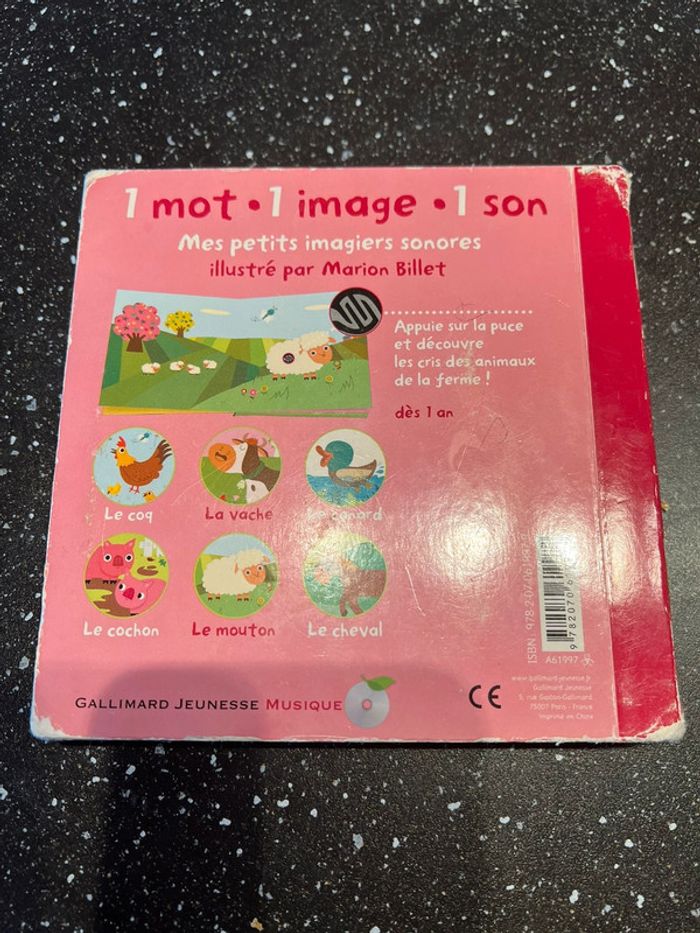 1 mot • 1 image • 1 son
Mes petits imagiers sonores
illustré par Marion Billet
Appuie sur la puce
et découvre
les cris des animaux
de la ferme !
dès 1 an
Le coq
La vache
Le canard
Le cochon
Le mouton
Le cheval
GALLIMARD JEUNESSE MUSIQUE
CE
ISBN
A61997
www.gallimard-jeunesse.fr
Gallimard Jeunesse
5, rue Gaston-Gallimard
75007 Paris - France
Imprimé en Chine